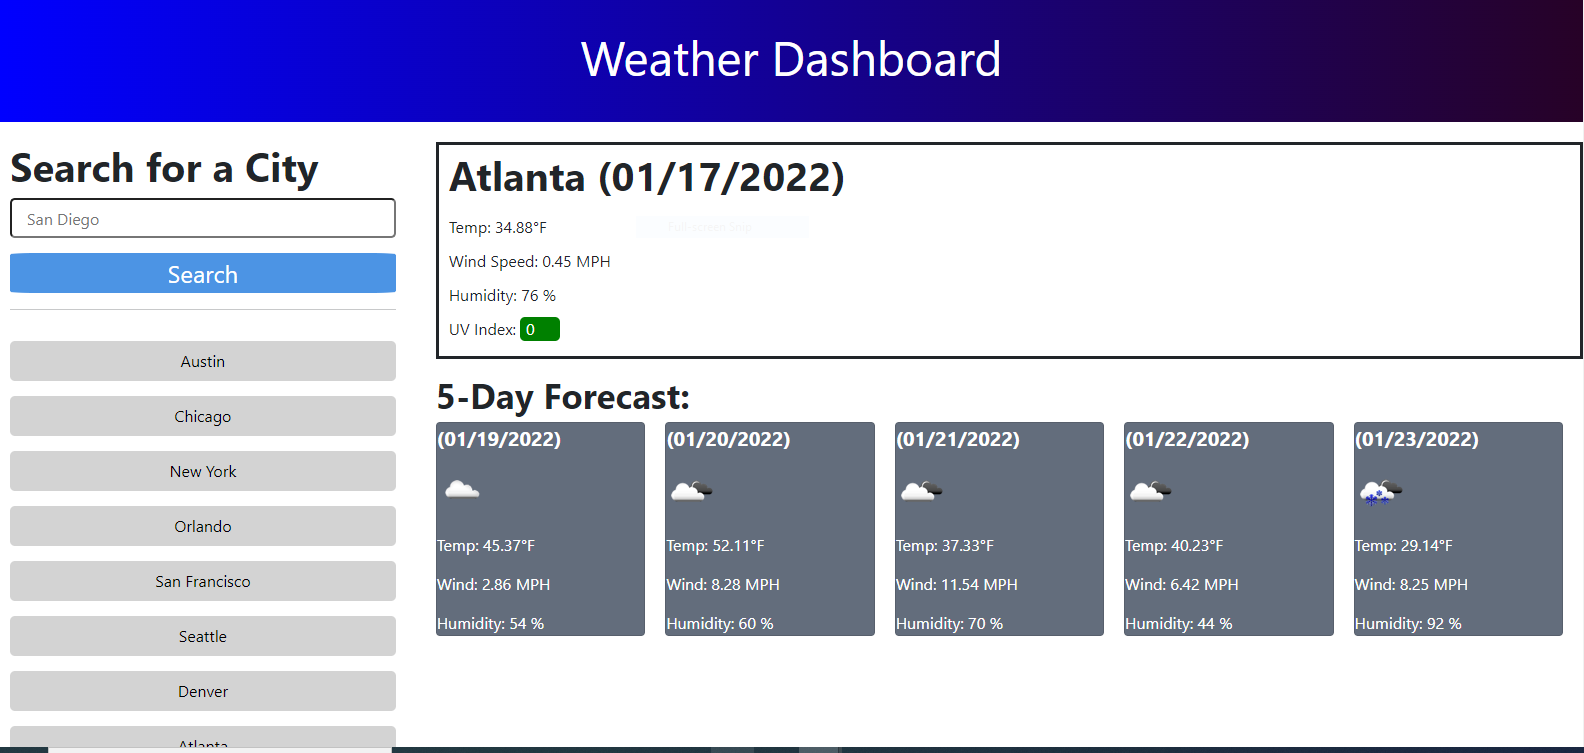 Weather Dashboard
Search for a City
San Diego
Search
Austin
Chicago
New York
Orlando
San Francisco
Seattle
Denver
Atlanta
Atlanta (01/17/2022)
Temp: 34.88°F
Wind Speed: 0.45 MPH
Humidity: 76 %
UV Index: 0
5-Day Forecast:
(01/19/2022)
Temp: 45.37°F
Wind: 2.86 MPH
Humidity: 54 %
(01/20/2022)
Temp: 52.11°F
Wind: 8.28 MPH
Humidity: 60 %
(01/21/2022)
Temp: 37.33°F
Wind: 11.54 MPH
Humidity: 70 %
(01/22/2022)
Temp: 40.23°F
Wind: 6.42 MPH
Humidity: 44 %
(01/23/2022)
Temp: 29.14°F
Wind: 8.25 MPH
Humidity: 92 %